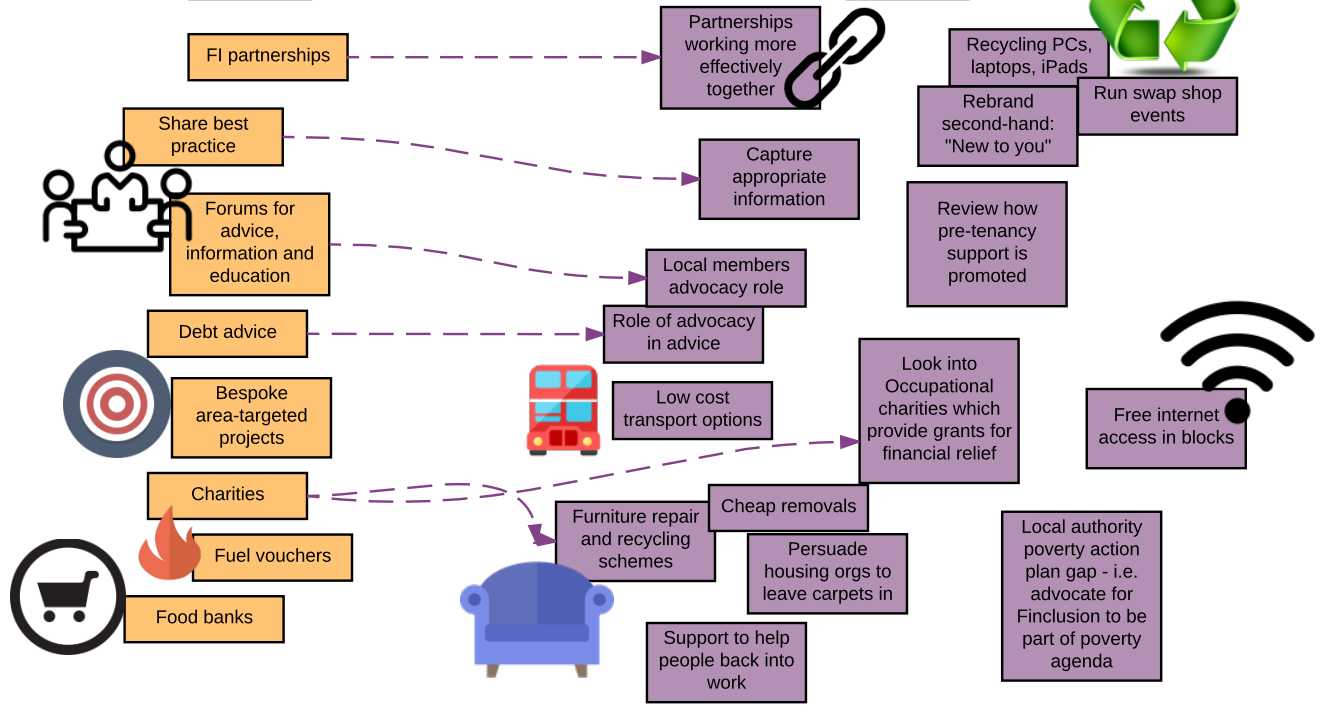 FI partnerships
Share best
practice
Forums for
advice,
information and
education
Debt advice
Bespoke
area-targeted
projects
Charities
Fuel vouchers
Food banks
Partnerships
working more
effectively
together
Capture
appropriate
information
Local members
advocacy role
Role of advocacy
in advice
Low cost
transport options
Furniture repair
and recycling
schemes
Cheap removals
Persuade
housing orgs to
leave carpets in
Support to help
people back into
work
Recycling PCs,
laptops, iPads
Rebrand
second-hand:
"New to you"
Run swap shop
events
Review how
pre-tenancy
support is
promoted
Look into
Occupational
charities which
provide grants for
financial relief
Free internet
access in blocks
Local authority
poverty action
plan gap - i.e.
advocate for
Finclusion to be
part of poverty
agenda